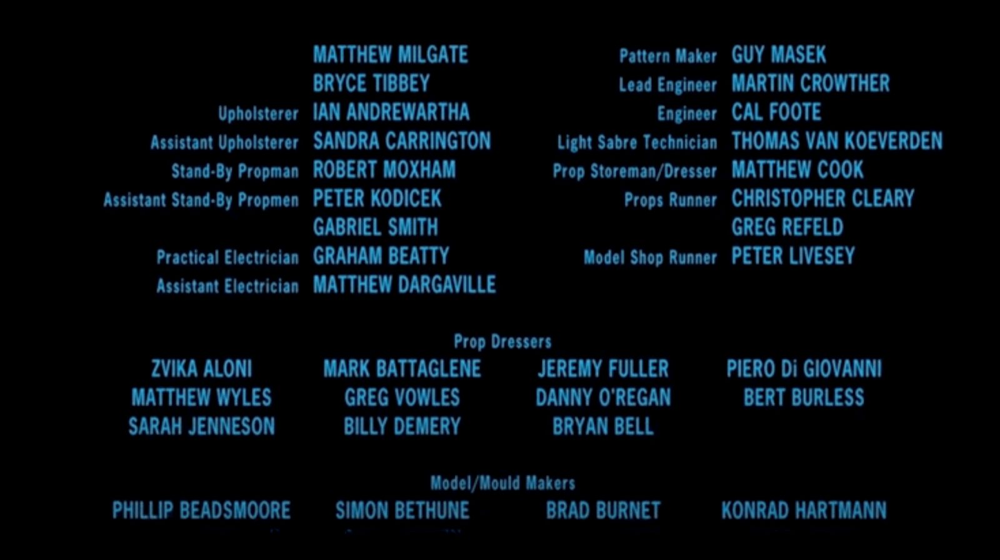 MATTHEW MILGATE
BRYCE TIBBEY
Upholsterer IAN ANDREWARTHA
Assistant Upholsterer SANDRA CARRINGTON
Stand-By Propman ROBERT MOXHAM
Assistant Stand-By Propmen PETER KODICEK
GABRIEL SMITH
Practical Electrician GRAHAM BEATTY
Assistant Electrician MATTHEW DARGAVILLE
Pattern Maker GUY MASEK
Lead Engineer MARTIN CROWTHER
Engineer CAL FOOTE
Light Sabre Technician THOMAS VAN KOEVERDEN
Prop Storeman/Dresser MATTHEW COOK
Props Runner CHRISTOPHER CLEARY
GREG REFELD
Model Shop Runner PETER LIVESEY
Prop Dressers
ZVIKA ALONI MARK BATTAGLENE JEREMY FULLER PIERO Di GIOVANNI
MATTHEW WYLES GREG VOWLES DANNY O'REGAN BERT BURLESS
SARAH JENNESON BILLY DEMERY BRYAN BELL
Model/Mould Makers
PHILLIP BEADSMOORE SIMON BETHUNE BRAD BURNET KONRAD HARTMANN